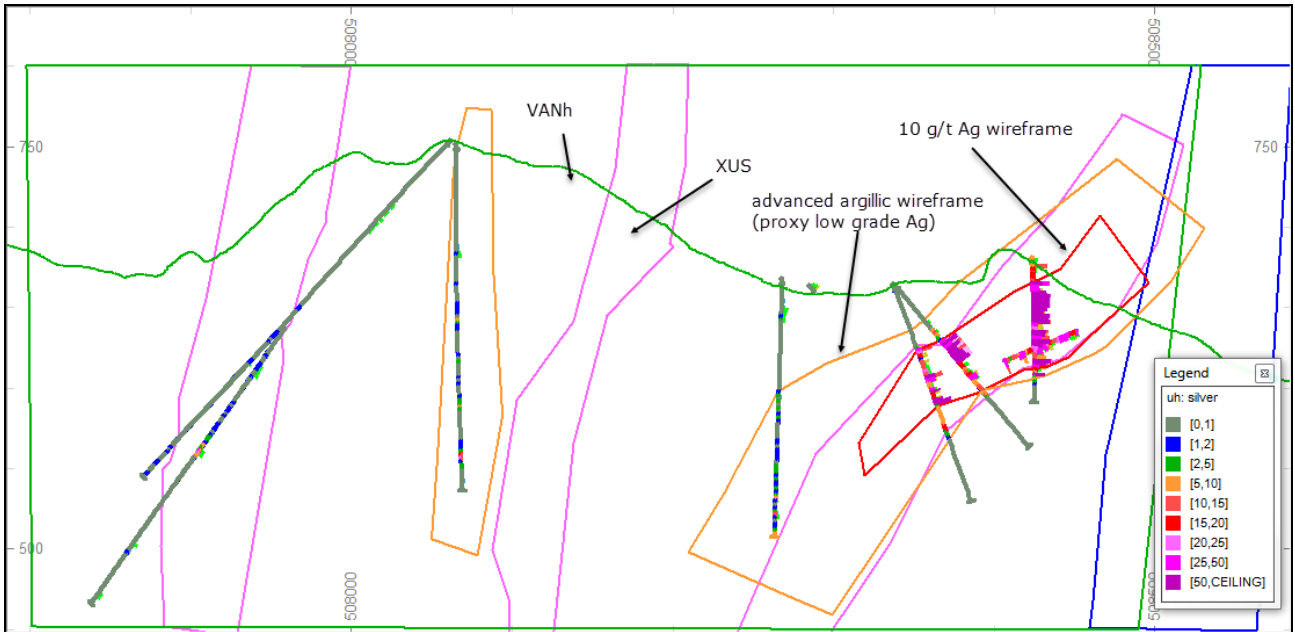 508000
508500
VANh
10 g/t Ag wireframe
750
750
XUS
advanced argillic wireframe
(proxy low grade Ag)
Legend
uh: silver
[0,1]
[1,2]
[2,5]
[5,10]
[10,15]
[15,20]
[20,25]
[25,50]
[50,CEILING]
500
508000